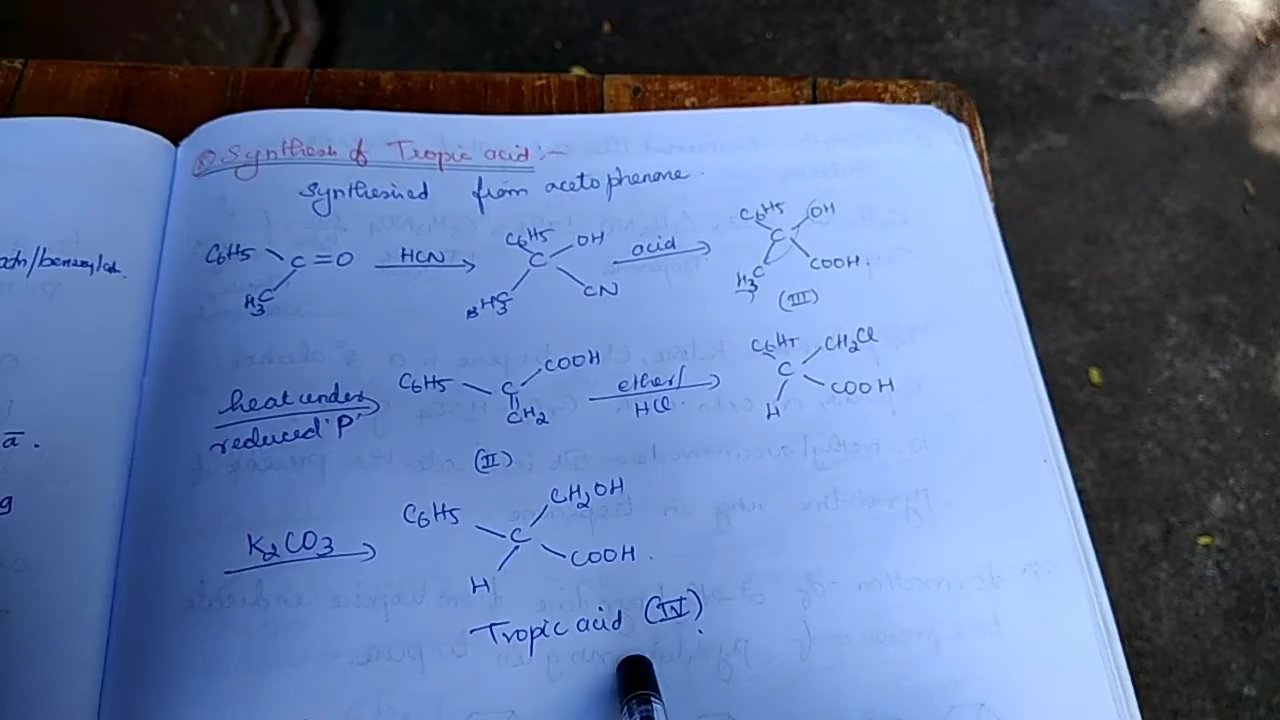 8) Synthesis of Tropic acid :-
Synthesised from acetophenone.
C6H5 C=O HCN C6H5 OH acid C6H5 OH
H3C C CN C COOH.
H3C H3C
(III)
heat under C6H5 C COOH ether/ C6H5 CH2Cl
reduced 'P' CH2 HCl. C COOH
H
(II)
K2CO3 C6H5 C CH2OH
H COOH.
Tropic acid (IV).
ā.
g